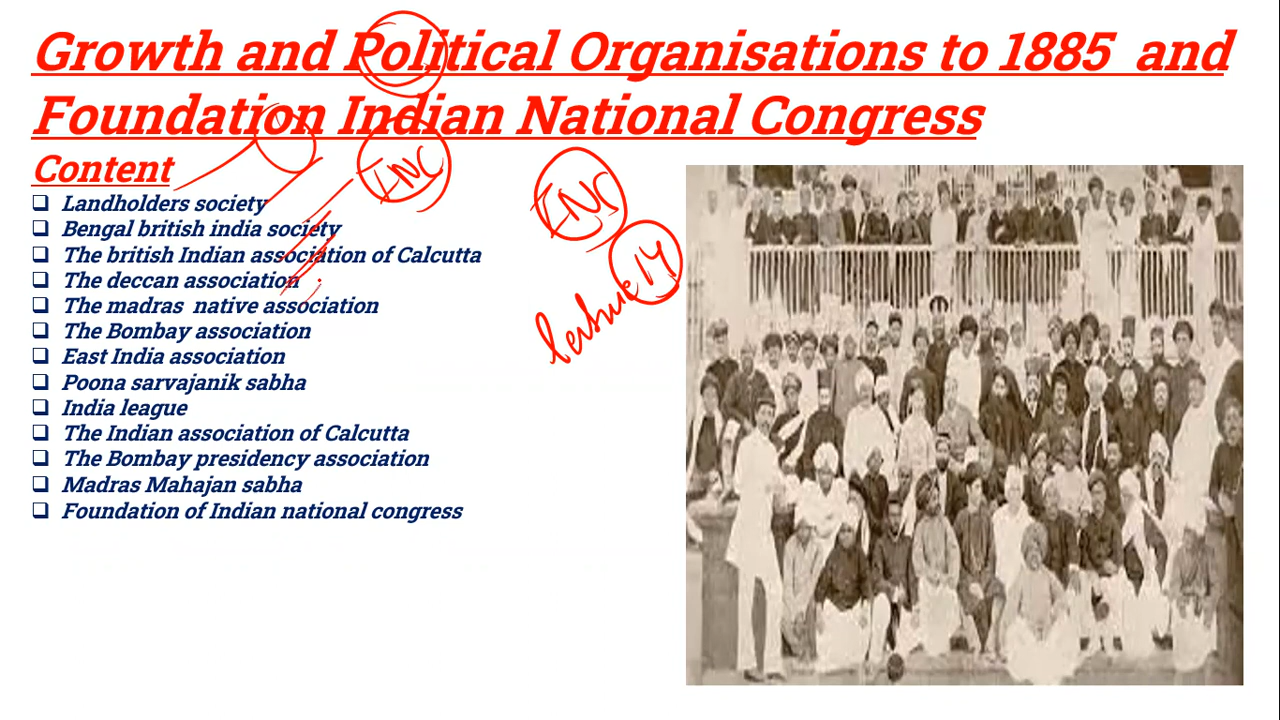 Growth and Political Organisations to 1885 and
Foundation Indian National Congress
Content
INC
INC
❑ Landholders society
❑ Bengal british india society
❑ The british Indian association of Calcutta
❑ The deccan association
lecture 14
❑ The madras native association
❑ The Bombay association
❑ East India association
❑ Poona sarvajanik sabha
❑ India league
❑ The Indian association of Calcutta
❑ The Bombay presidency association
❑ Madras Mahajan sabha
❑ Foundation of Indian national congress